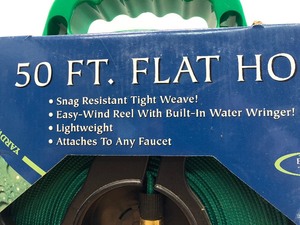 50 FT. FLAT HO
• Snag Resistant Tight Weave!
• Easy-Wind Reel With Built-In Water Wringer!
• Lightweight
• Attaches To Any Faucet
YARDW